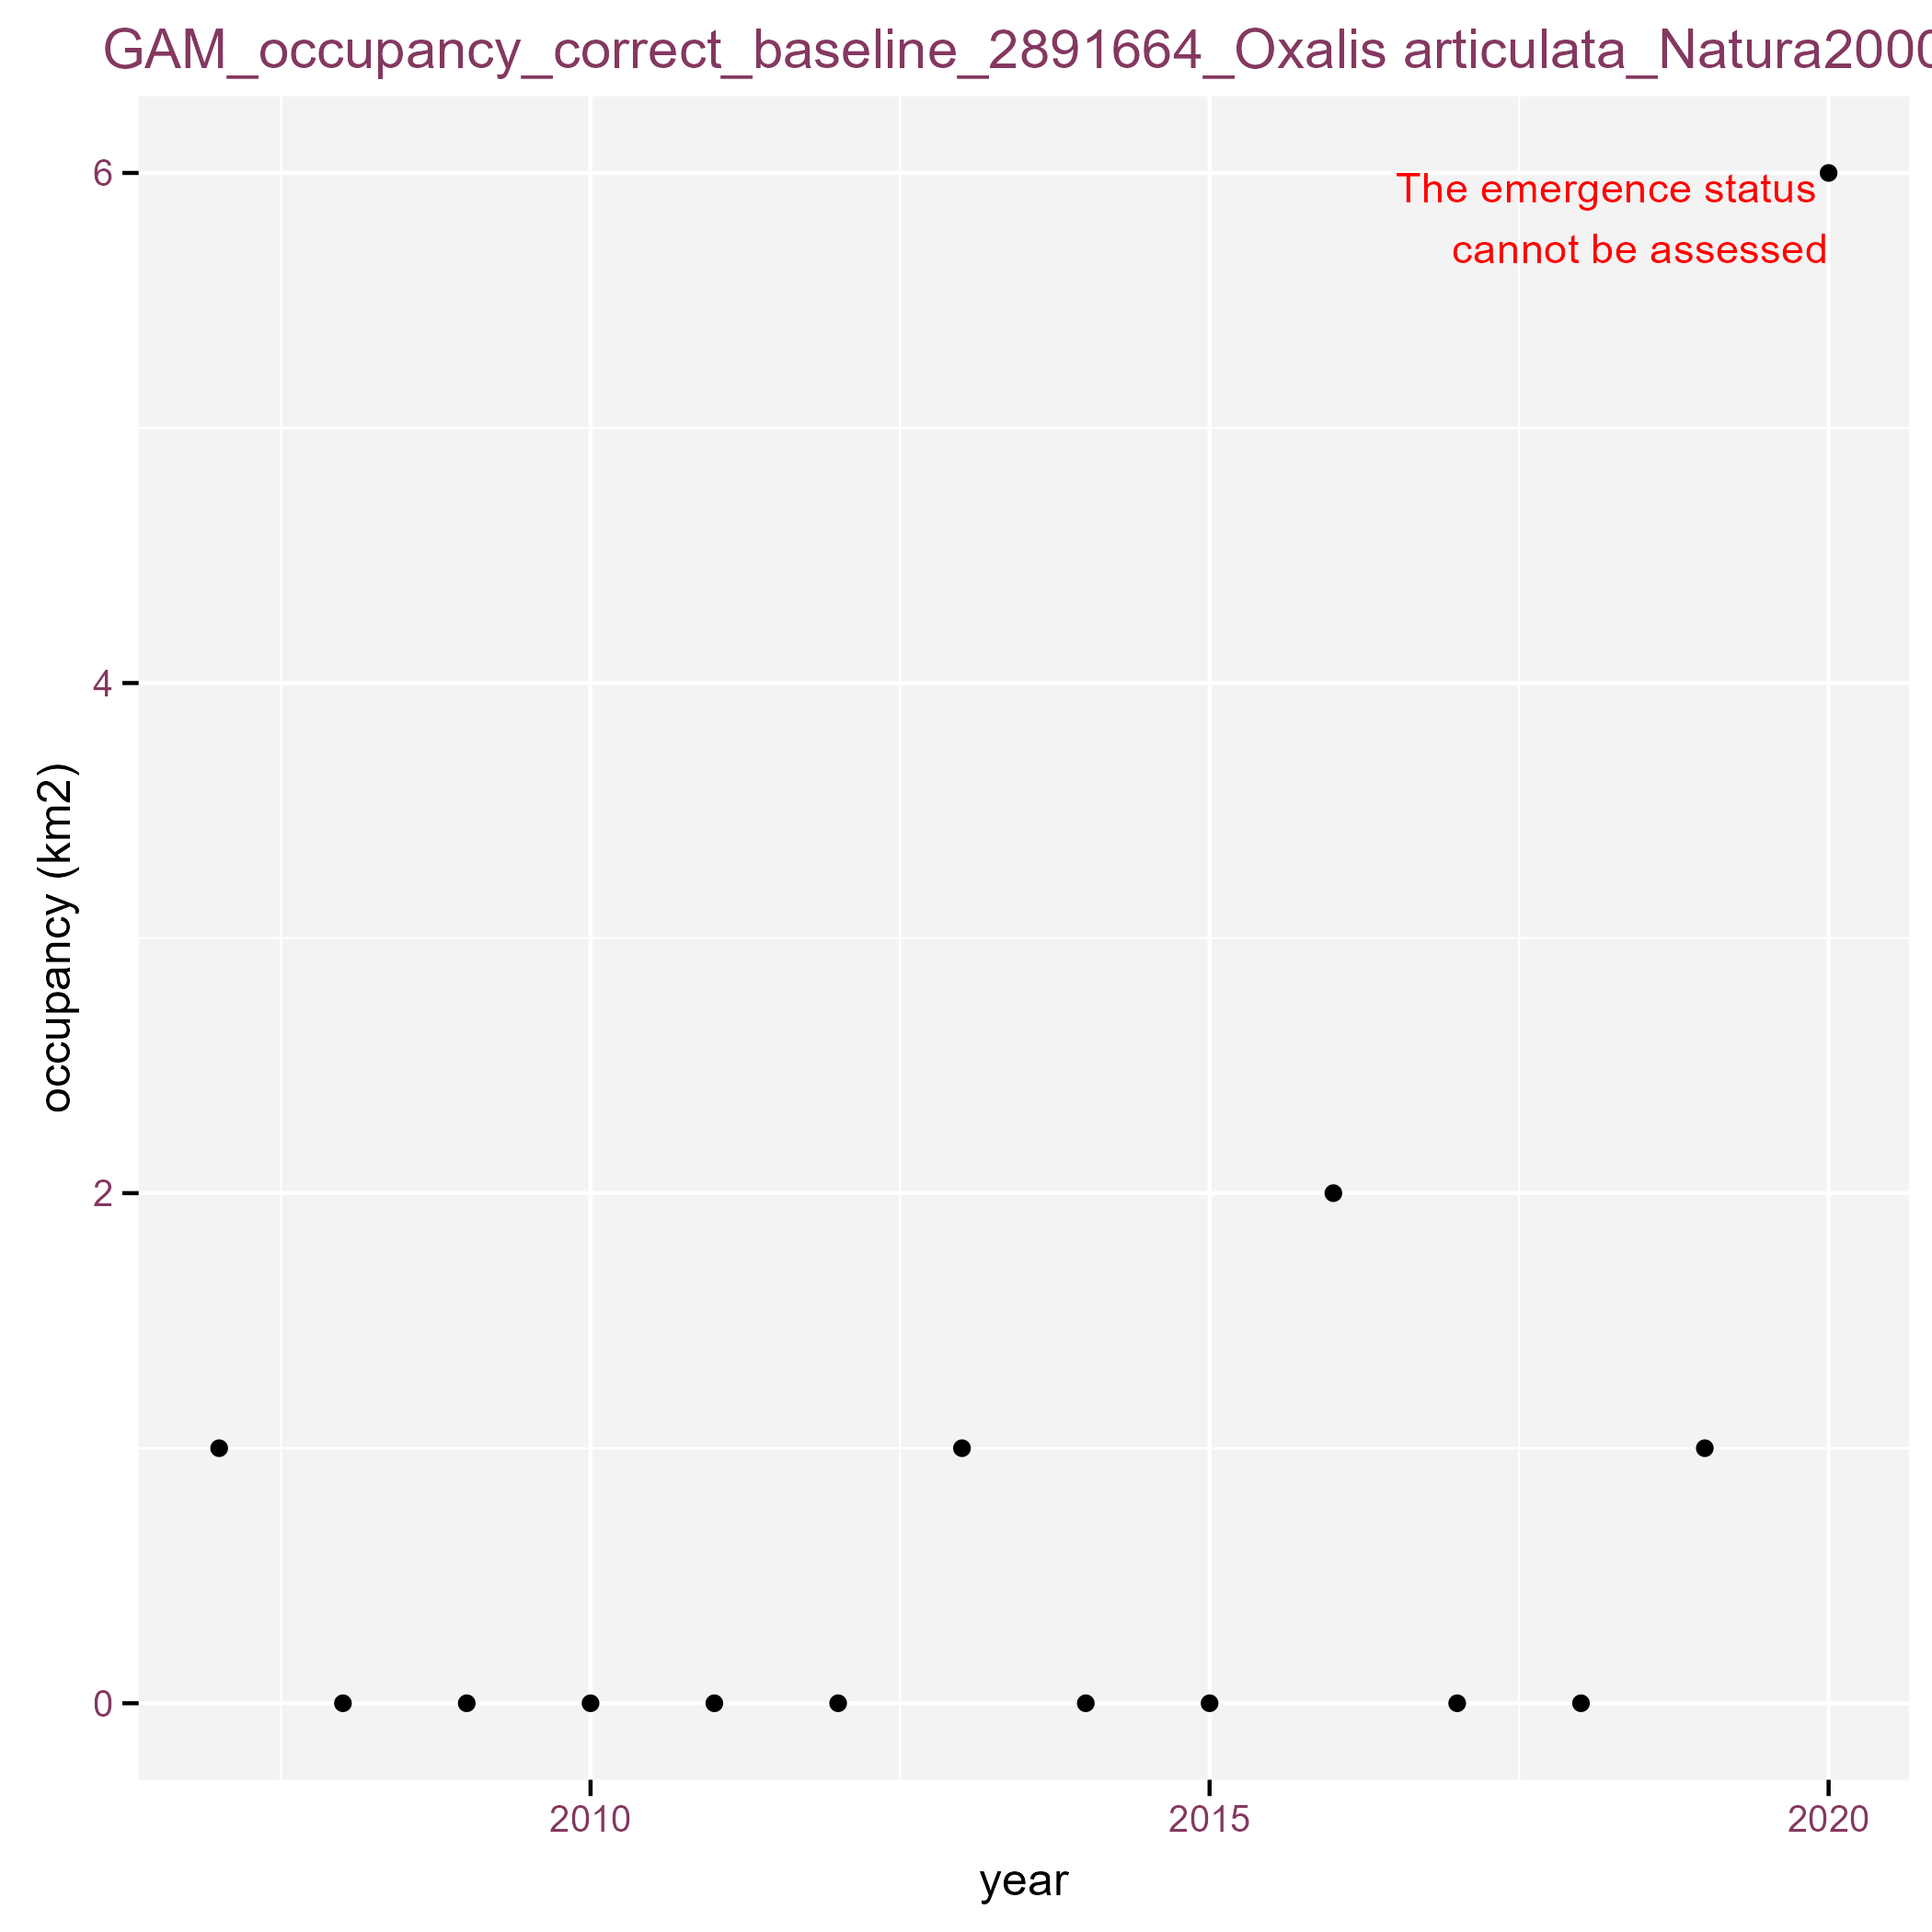 GAM_occupancy_correct_baseline_2891664_Oxalis articulata_Natura2000
6
The emergence status
cannot be assessed
4
occupancy (km2)
2
0
2010
2015
2020
year